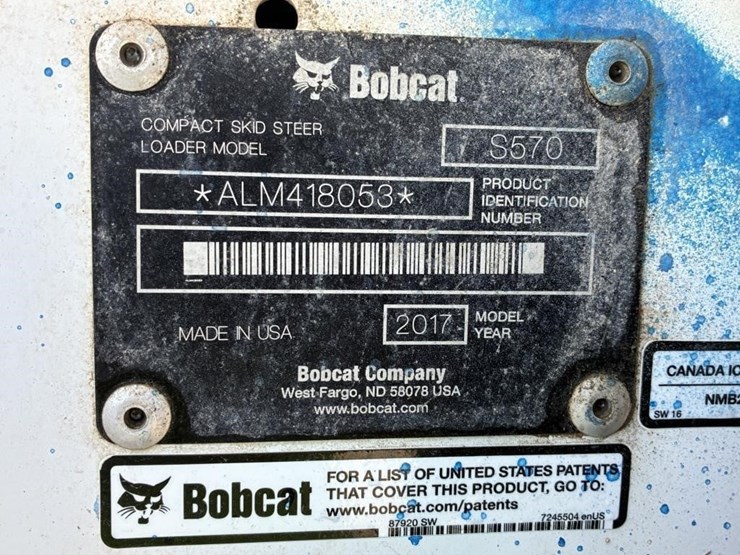 Bobcat
COMPACT SKID STEER
LOADER MODEL
S570
*ALM418053*
PRODUCT
IDENTIFICATION
NUMBER
MADE IN USA
2017
MODEL
YEAR
Bobcat Company
West Fargo, ND 58078 USA
www.bobcat.com
CANADA
NMB
SW 16
Bobcat
FOR A LIST OF UNITED STATES PATENTS
THAT COVER THIS PRODUCT, GO TO:
www.bobcat.com/patents
87920 SW
7245504 enUS